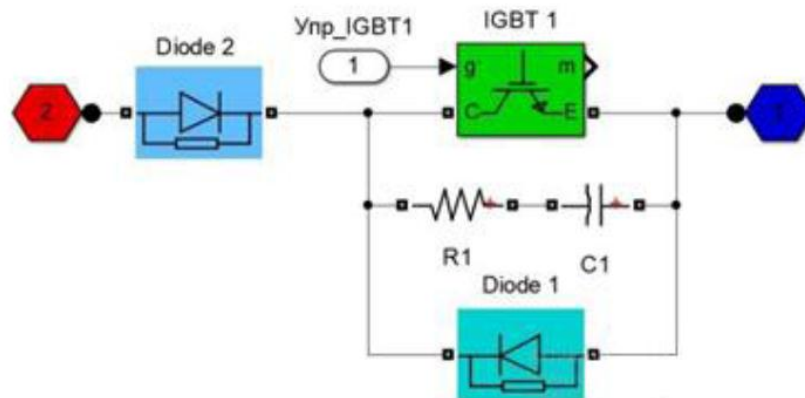 Упр_IGBT1
IGBT 1
Diode 2
1
g
m
2
C
E
1
R1
C1
Diode 1